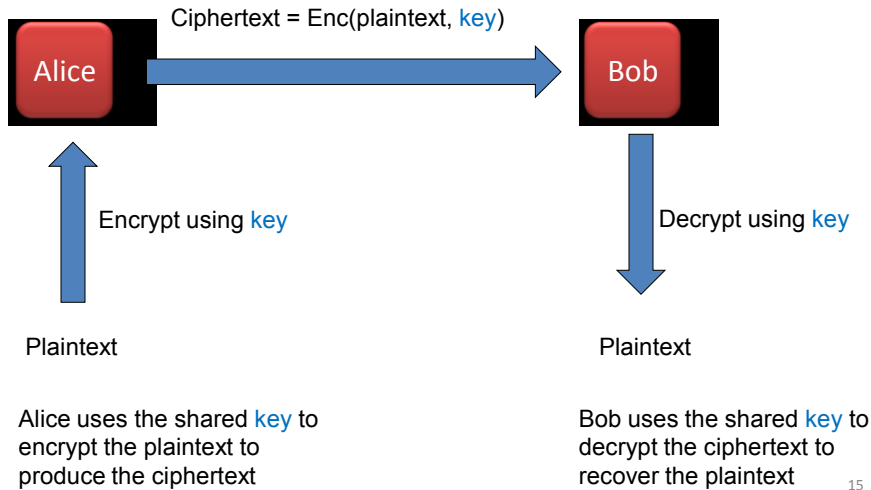 Ciphertext = Enc(plaintext, key)
Alice
Bob
Encrypt using key
Decrypt using key
Plaintext
Plaintext
Alice uses the shared key to
encrypt the plaintext to
produce the ciphertext
Bob uses the shared key to
decrypt the ciphertext to
recover the plaintext
15